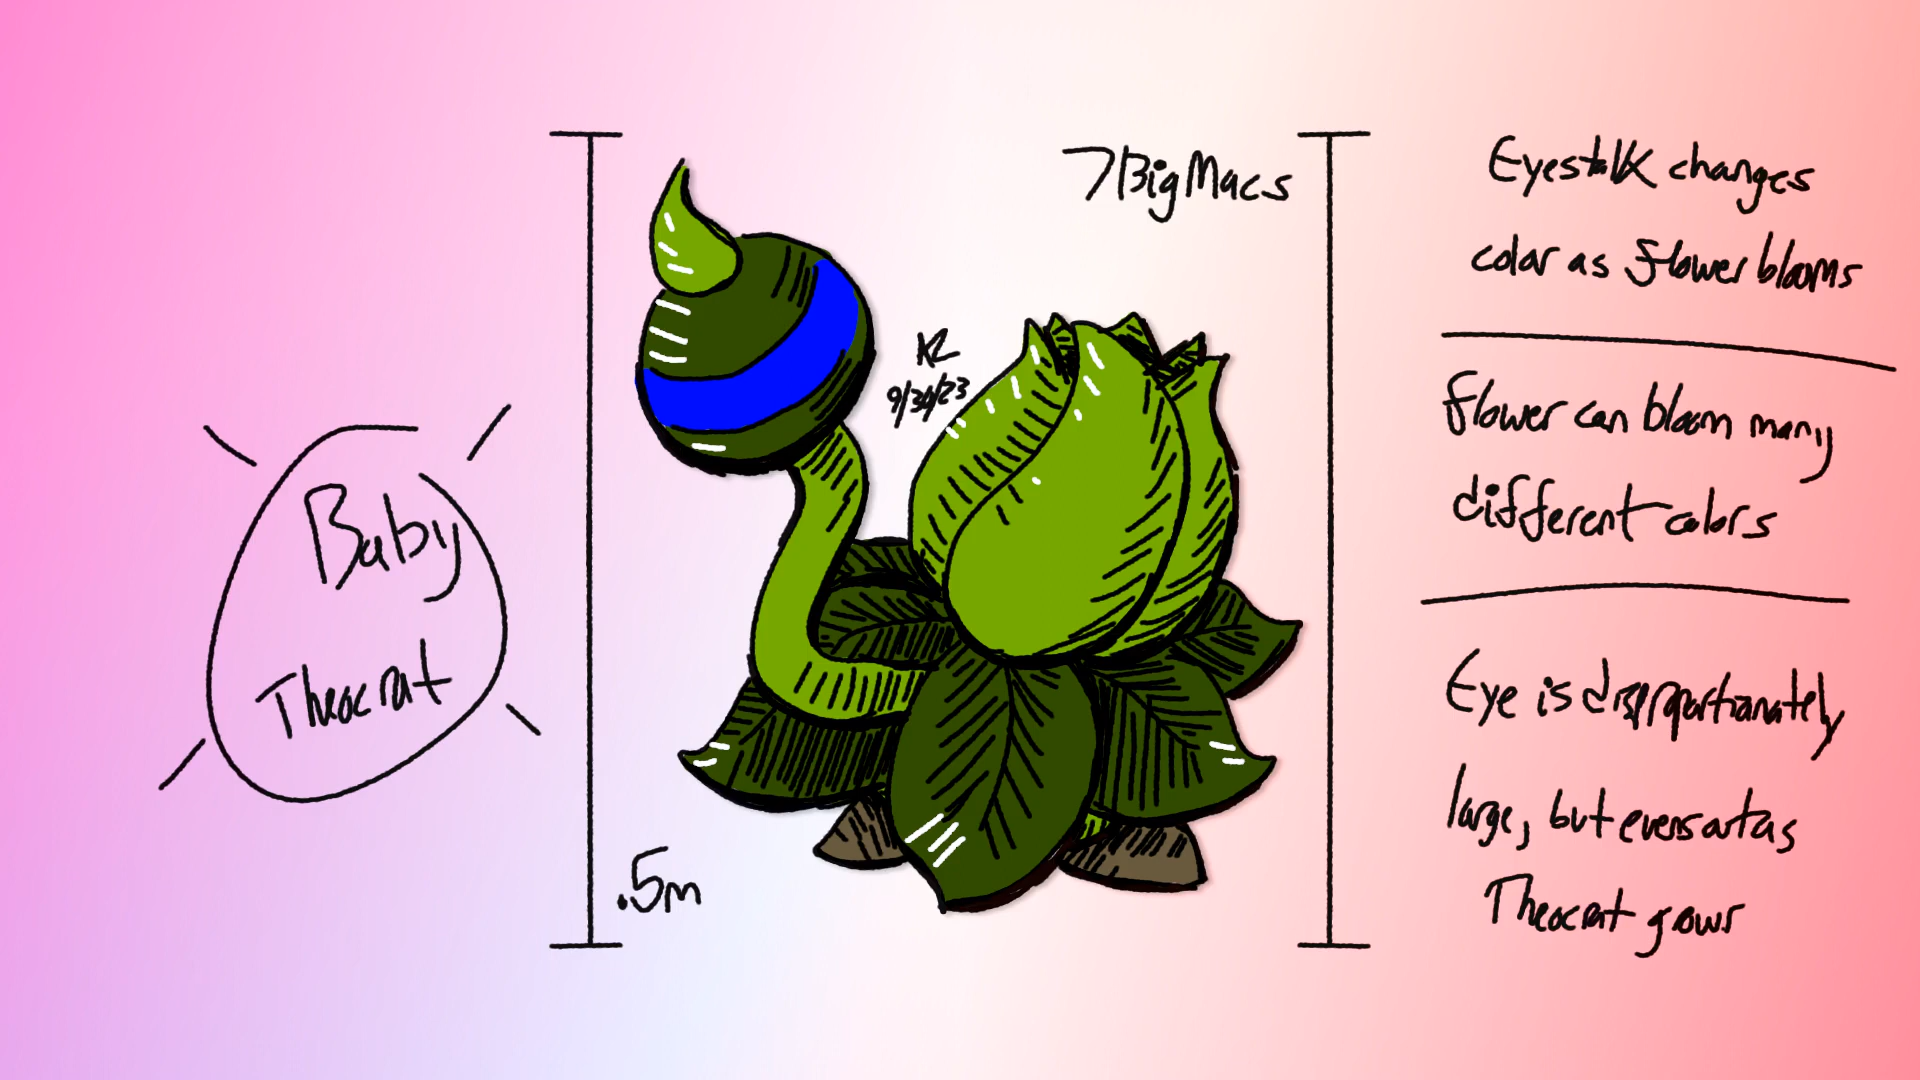 Baby
Theocrat
.5m
7 Big Macs
KR
9/30/23
Eyestalk changes
color as flower blooms
flower can bloom many
different colors
Eye is disproportionately
large, but evens out as
Theocrat grows